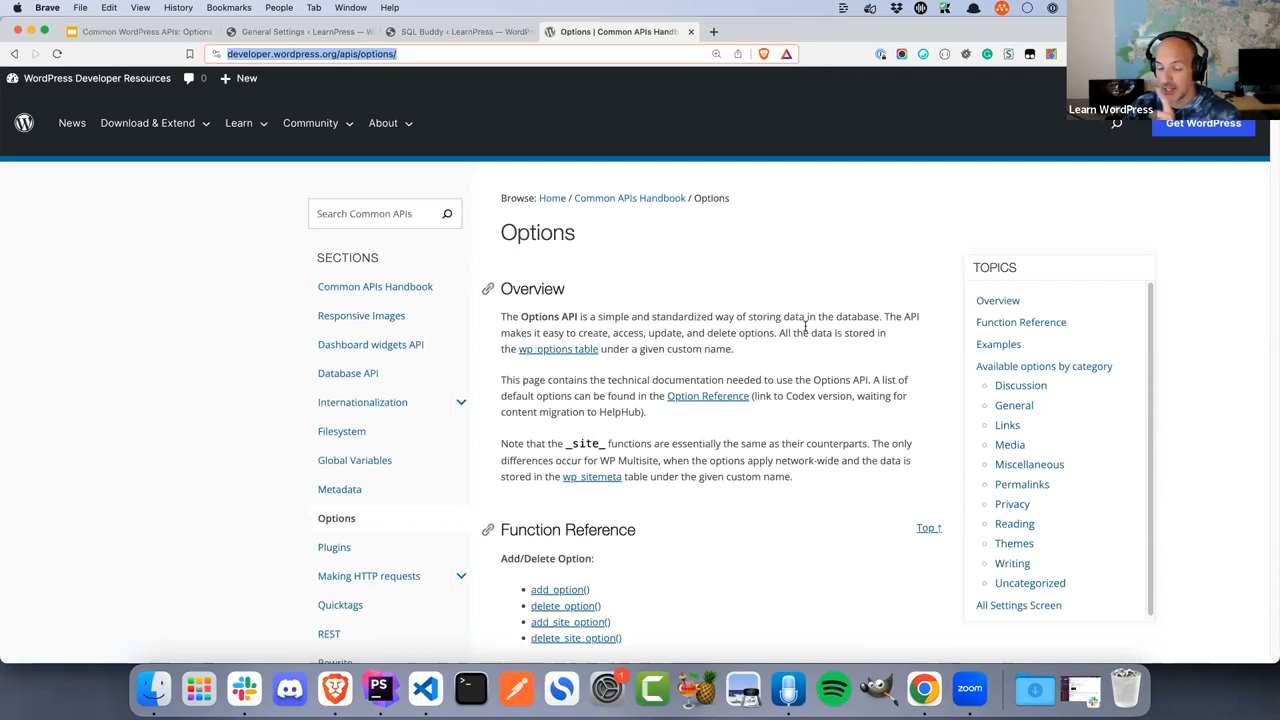 Brave File Edit View History Bookmarks People Tab Window Help
Common WordPress APIs: Options
General Settings ‹ LearnPress — W
SQL Buddy ‹ LearnPress — WordPr
Options | Common APIs Handb
developer.wordpress.org/apis/options/
WordPress Developer Resources 0 New
Learn WordPress
News Download & Extend Learn Community About Get WordPress
Search Common APIs
SECTIONS
Common APIs Handbook
Responsive Images
Dashboard widgets API
Database API
Internationalization
Filesystem
Global Variables
Metadata
Options
Plugins
Making HTTP requests
Quicktags
REST
Rewrite
Browse: Home / Common APIs Handbook / Options
Options
Overview
The Options API is a simple and standardized way of storing data in the database. The API
makes it easy to create, access, update, and delete options. All the data is stored in
the wp_options table under a given custom name.
This page contains the technical documentation needed to use the Options API. A list of
default options can be found in the Option Reference (link to Codex version, waiting for
content migration to HelpHub).
Note that the _site_ functions are essentially the same as their counterparts. The only
differences occur for WP Multisite, when the options apply network-wide and the data is
stored in the wp_sitemeta table under the given custom name.
Function Reference
Top ↑
Add/Delete Option:
• add_option()
• delete_option()
• add_site_option()
• delete_site_option()
TOPICS
Overview
Function Reference
Examples
Available options by category
Discussion
General
Links
Media
Miscellaneous
Permalinks
Privacy
Reading
Themes
Writing
Uncategorized
All Settings Screen
PS
1
zoom